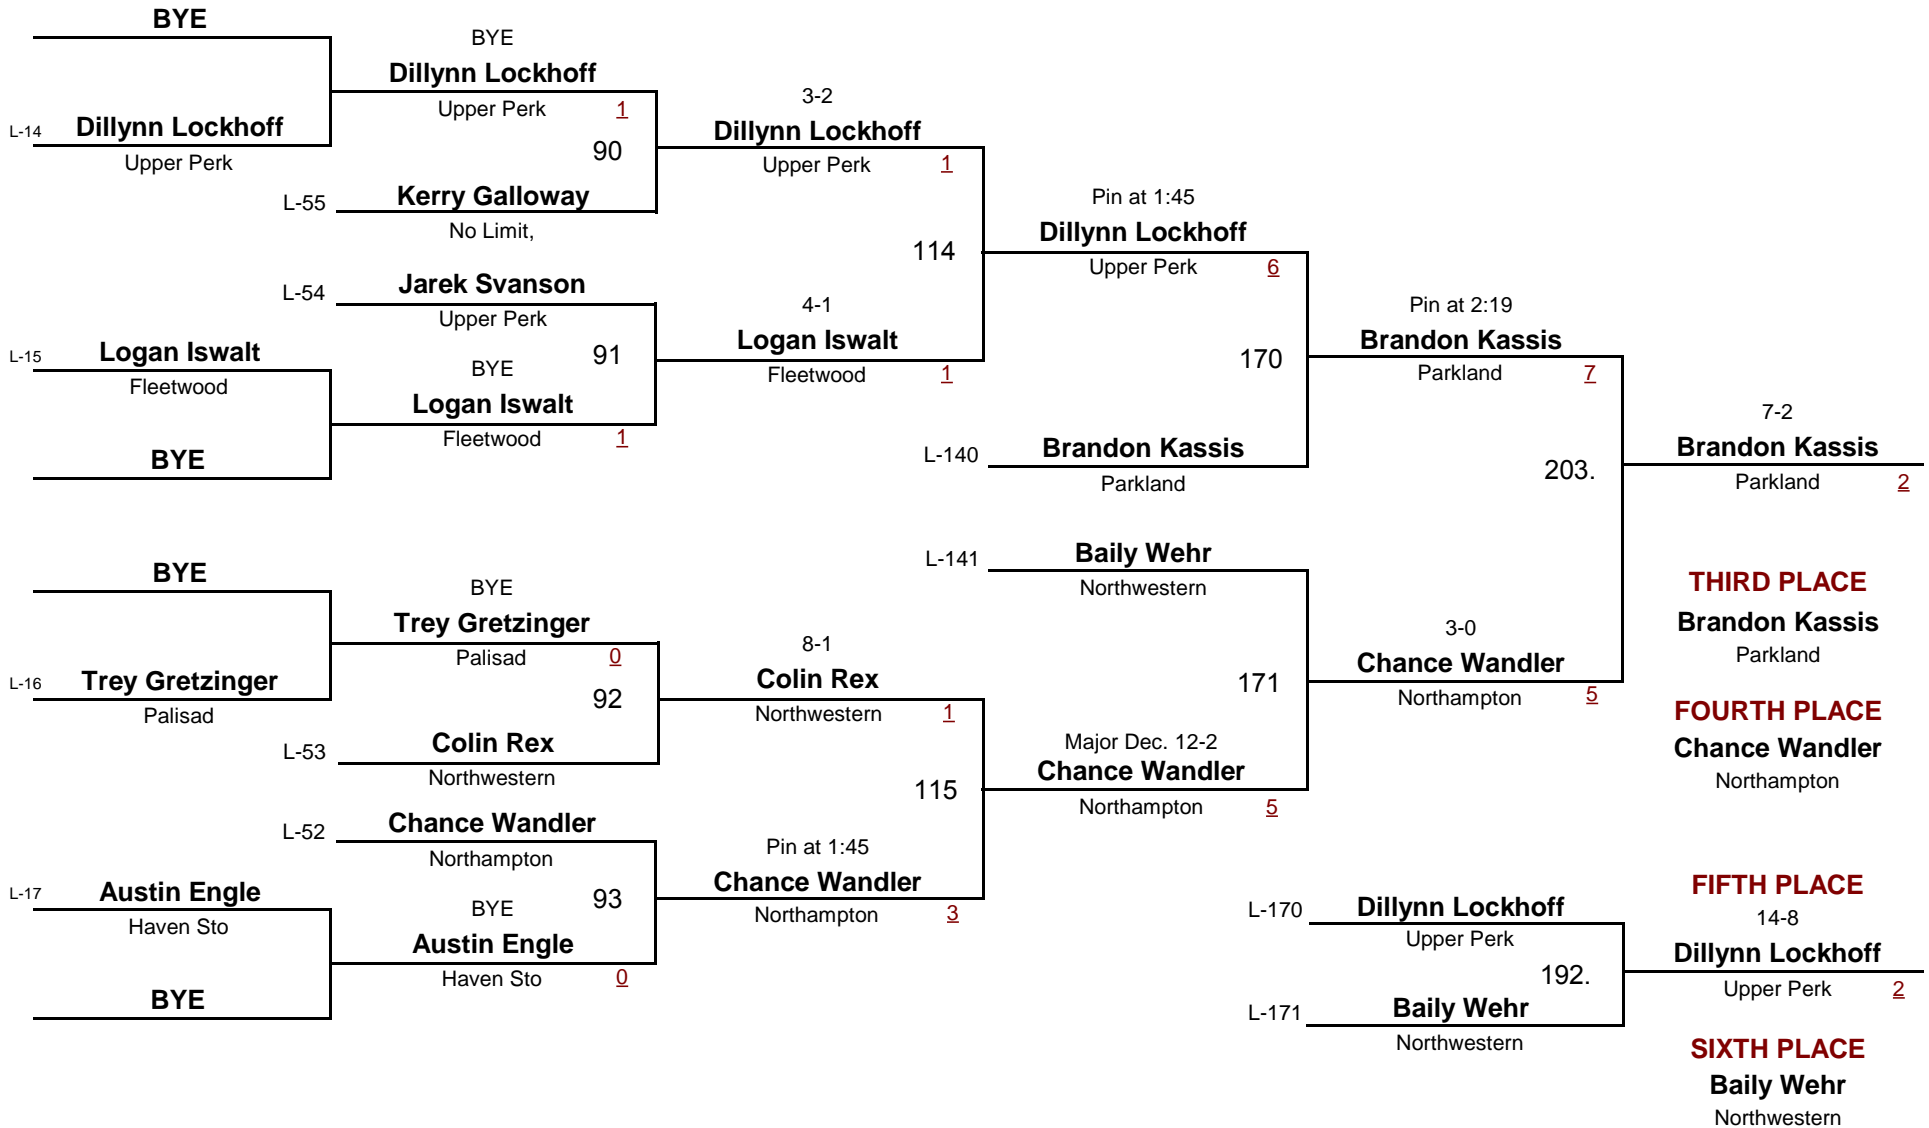 BYE
L-14 Dillynn Lockhoff
Upper Perk
BYE
Dillynn Lockhoff
Upper Perk 1
90
L-55 Kerry Galloway
No Limit,
3-2
Dillynn Lockhoff
Upper Perk 1
L-54 Jarek Svanson
Upper Perk
L-15 Logan Iswalt
Fleetwood
91
BYE
Logan Iswalt
Fleetwood 1
BYE
4-1
Logan Iswalt
Fleetwood 1
114
Pin at 1:45
Dillynn Lockhoff
Upper Perk 6
170
L-140 Brandon Kassis
Parkland
Pin at 2:19
Brandon Kassis
Parkland 7
203.
7-2
Brandon Kassis
Parkland 2
BYE
L-16 Trey Gretzinger
Palisad
BYE
Trey Gretzinger
Palisad 0
92
L-53 Colin Rex
Northwestern
8-1
Colin Rex
Northwestern 1
L-52 Chance Wandler
Northampton
L-17 Austin Engle
Haven Sto
93
BYE
Austin Engle
Haven Sto 0
BYE
Pin at 1:45
Chance Wandler
Northampton 3
115
L-141 Baily Wehr
Northwestern
171
Major Dec. 12-2
Chance Wandler
Northampton 5
3-0
Chance Wandler
Northampton 5
THIRD PLACE
Brandon Kassis
Parkland
FOURTH PLACE
Chance Wandler
Northampton
L-170 Dillynn Lockhoff
Upper Perk
192.
L-171 Baily Wehr
Northwestern
FIFTH PLACE
14-8
Dillynn Lockhoff
Upper Perk 2
SIXTH PLACE
Baily Wehr
Northwestern